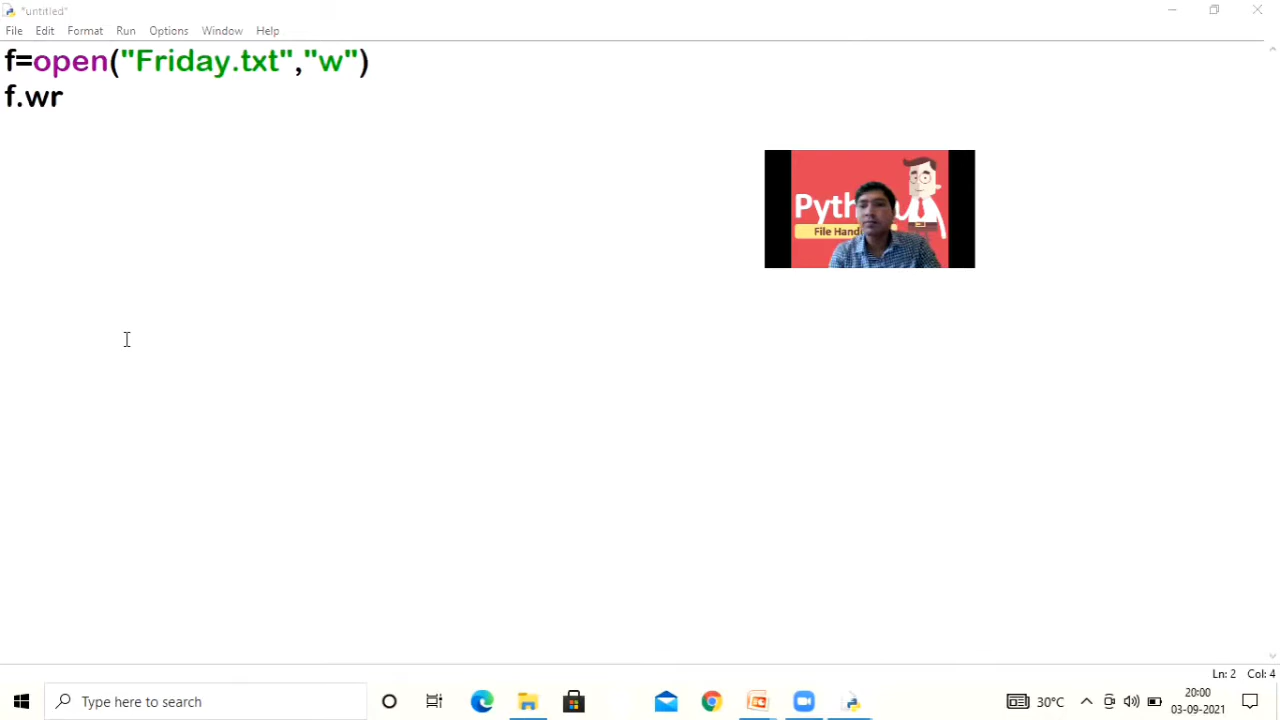 *untitled*
File Edit Format Run Options Window Help
f=open("Friday.txt","w")
f.wr
Pyth
File Hand
Ln: 2 Col: 4
Type here to search
30°C
20:00
03-09-2021